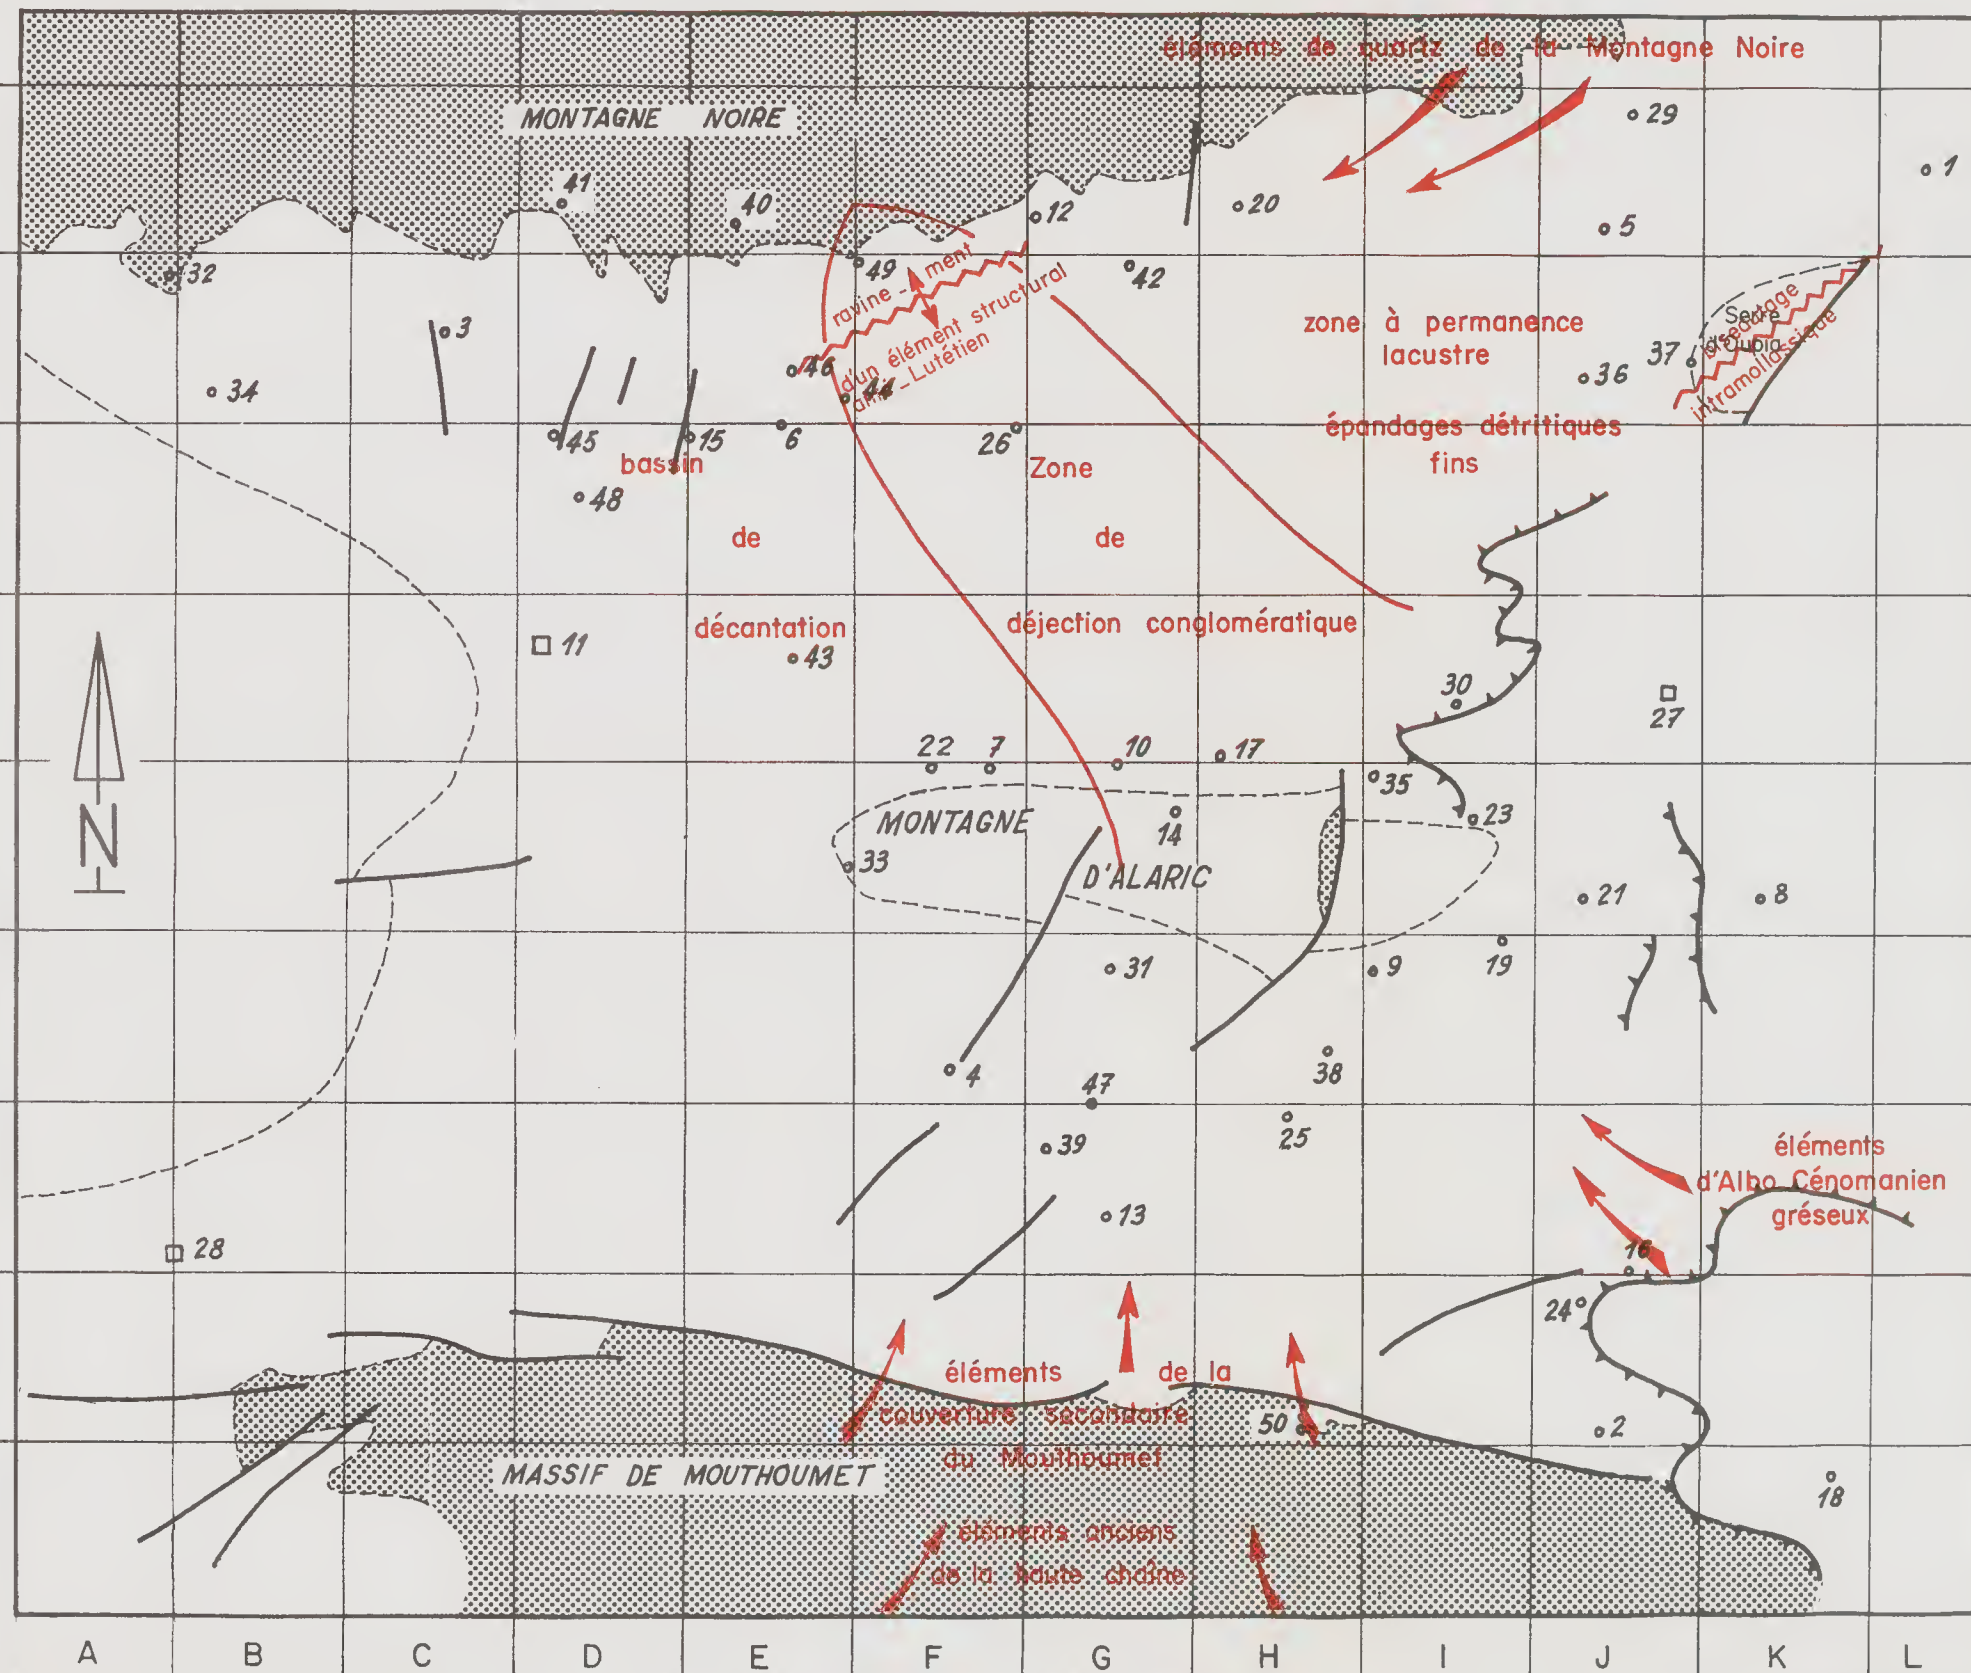 éléments de quartz de la Montagne Noire
MONTAGNE NOIRE
29
1
41
40
12
20
5
32
49
ravine - ment
42
3
d'un élément structural
anté-Lutétien
zone à permanence
lacustre
Serre
d'Oupia
biseautage
intramolassique
37
36
34
46
44
45
15
6
26
épandages détritiques
fins
bassin
Zone
48
de
de
11
décantation
déjection conglomératique
43
30
27
22
7
10
17
35
N
MONTAGNE
14
23
33
D'ALARIC
21
8
31
9
19
4
47
38
39
25
éléments
d'Albo Cénomanien
gréseux
13
28
16
24
éléments de la
couverture secondaire
du Mouthoumet
50
2
MASSIF DE MOUTHOUMET
18
éléments anciens
de la haute chaîne
A B C D E F G H I J K L